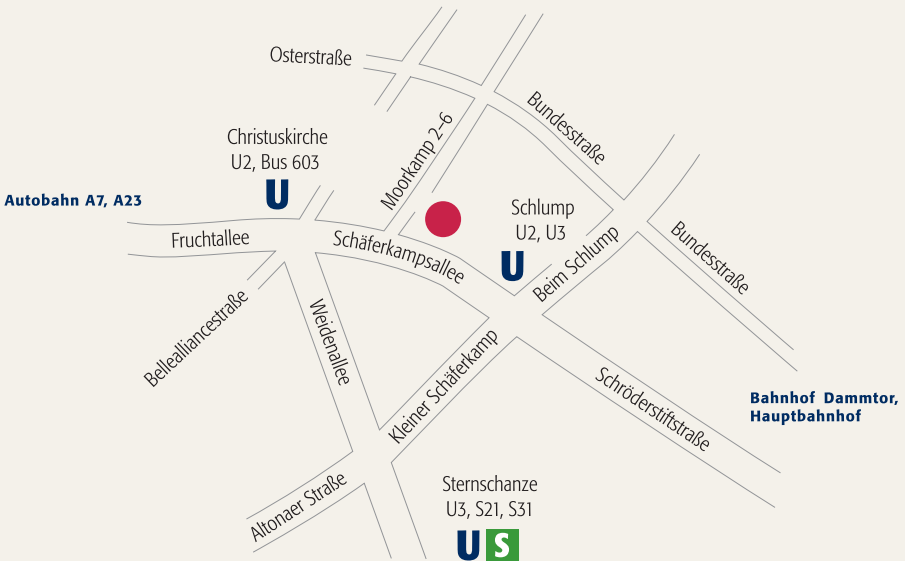 Osterstraße
Bundesstraße
Moorkamp 2–6
Christuskirche
U2, Bus 603
U
Autobahn A7, A23
Schlump
U2, U3
U
Fruchtallee
Schäferkampsallee
Beim Schlump
Bundesstraße
Bellealliancestraße
Weidenallee
Kleiner Schäferkamp
Schröderstiftstraße
Bahnhof Dammtor,
Hauptbahnhof
Altonaer Straße
Sternschanze
U3, S21, S31
U S